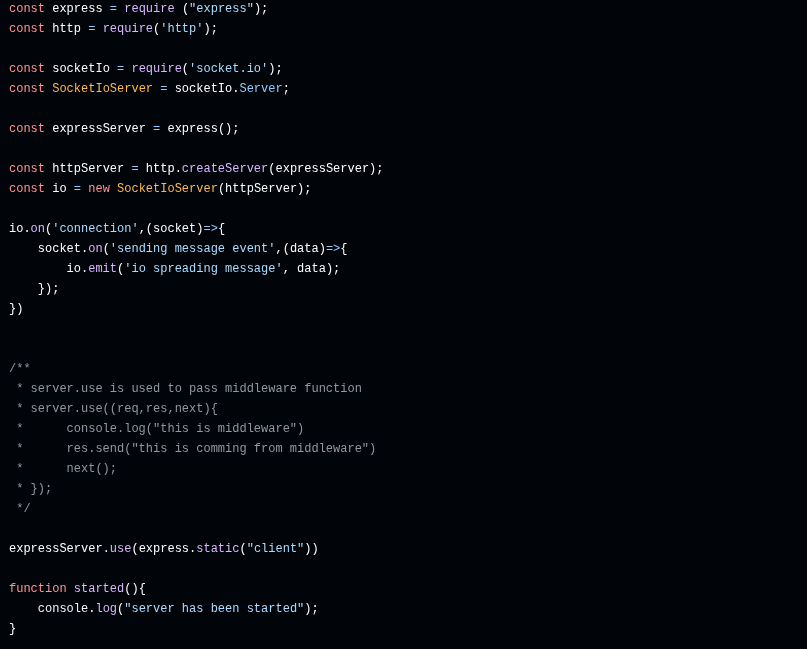 const express = require ("express");
const http = require('http');

const socketIo = require('socket.io');
const SocketIoServer = socketIo.Server;

const expressServer = express();

const httpServer = http.createServer(expressServer);
const io = new SocketIoServer(httpServer);

io.on('connection',(socket)=>{
    socket.on('sending message event',(data)=>{
        io.emit('io spreading message', data);
    });
})

/**
 * server.use is used to pass middleware function
 * server.use((req,res,next){
 *      console.log("this is middleware")
 *      res.send("this is comming from middleware")
 *      next();
 * });
 */

expressServer.use(express.static("client"))

function started(){
    console.log("server has been started");
}